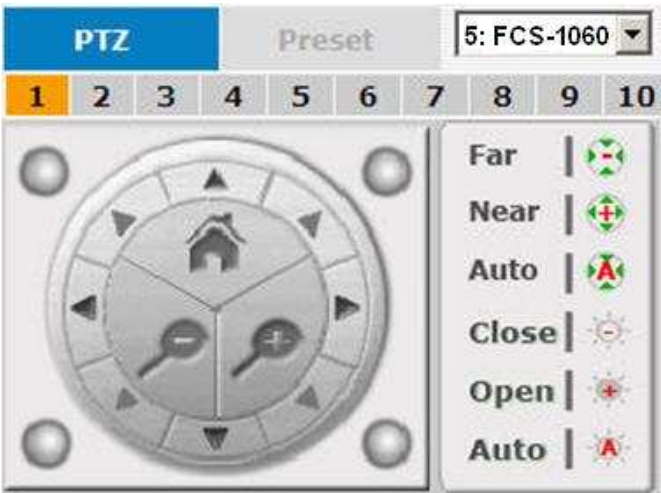 PTZ Preset 5: FCS-1060
1 2 3 4 5 6 7 8 9 10
Far
Near
Auto
Close
Open
Auto